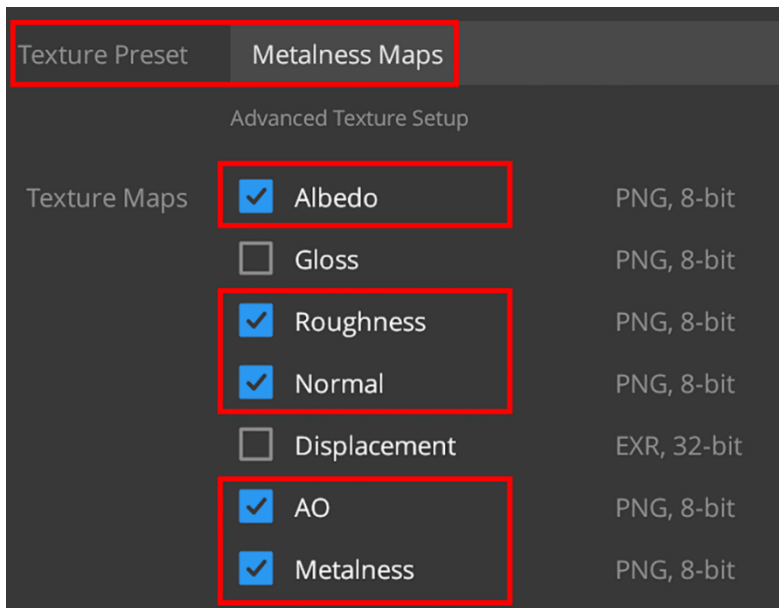 Texture Preset Metalness Maps
Advanced Texture Setup
Texture Maps Albedo PNG, 8-bit
Gloss PNG, 8-bit
Roughness PNG, 8-bit
Normal PNG, 8-bit
Displacement EXR, 32-bit
AO PNG, 8-bit
Metalness PNG, 8-bit